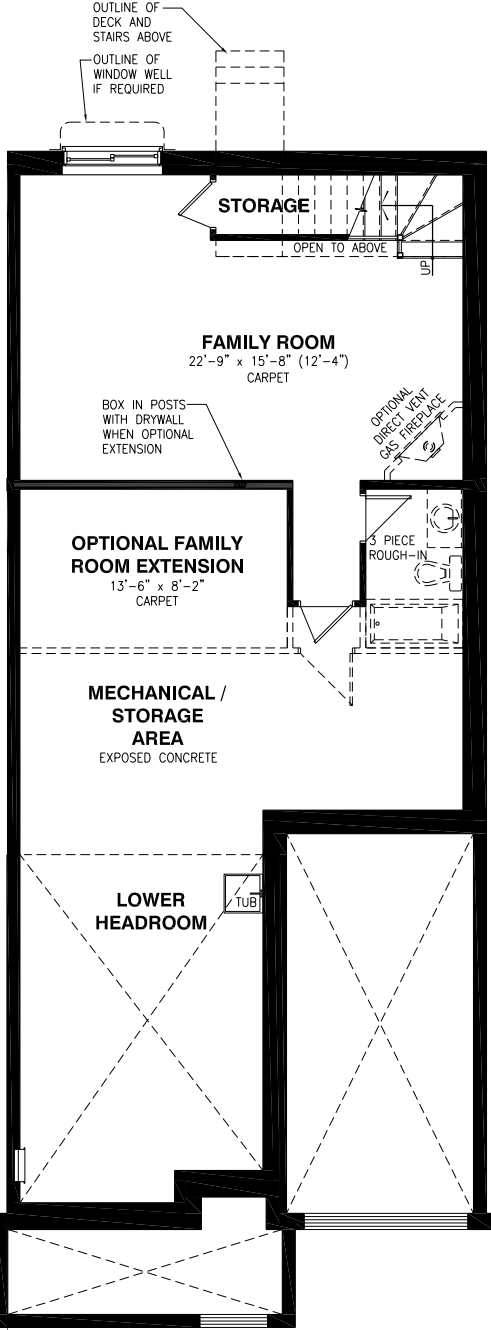 OUTLINE OF
DECK AND
STAIRS ABOVE
OUTLINE OF
WINDOW WELL
IF REQUIRED
STORAGE
OPEN TO ABOVE
UP
FAMILY ROOM
22'-9" x 15'-8" (12'-4")
CARPET
BOX IN POSTS
WITH DRYWALL
WHEN OPTIONAL
EXTENSION
OPTIONAL
DIRECT VENT
GAS FIREPLACE
OPTIONAL FAMILY
ROOM EXTENSION
13'-6" x 8'-2"
CARPET
3 PIECE
ROUGH-IN
MECHANICAL /
STORAGE
AREA
EXPOSED CONCRETE
LOWER
HEADROOM
TUB